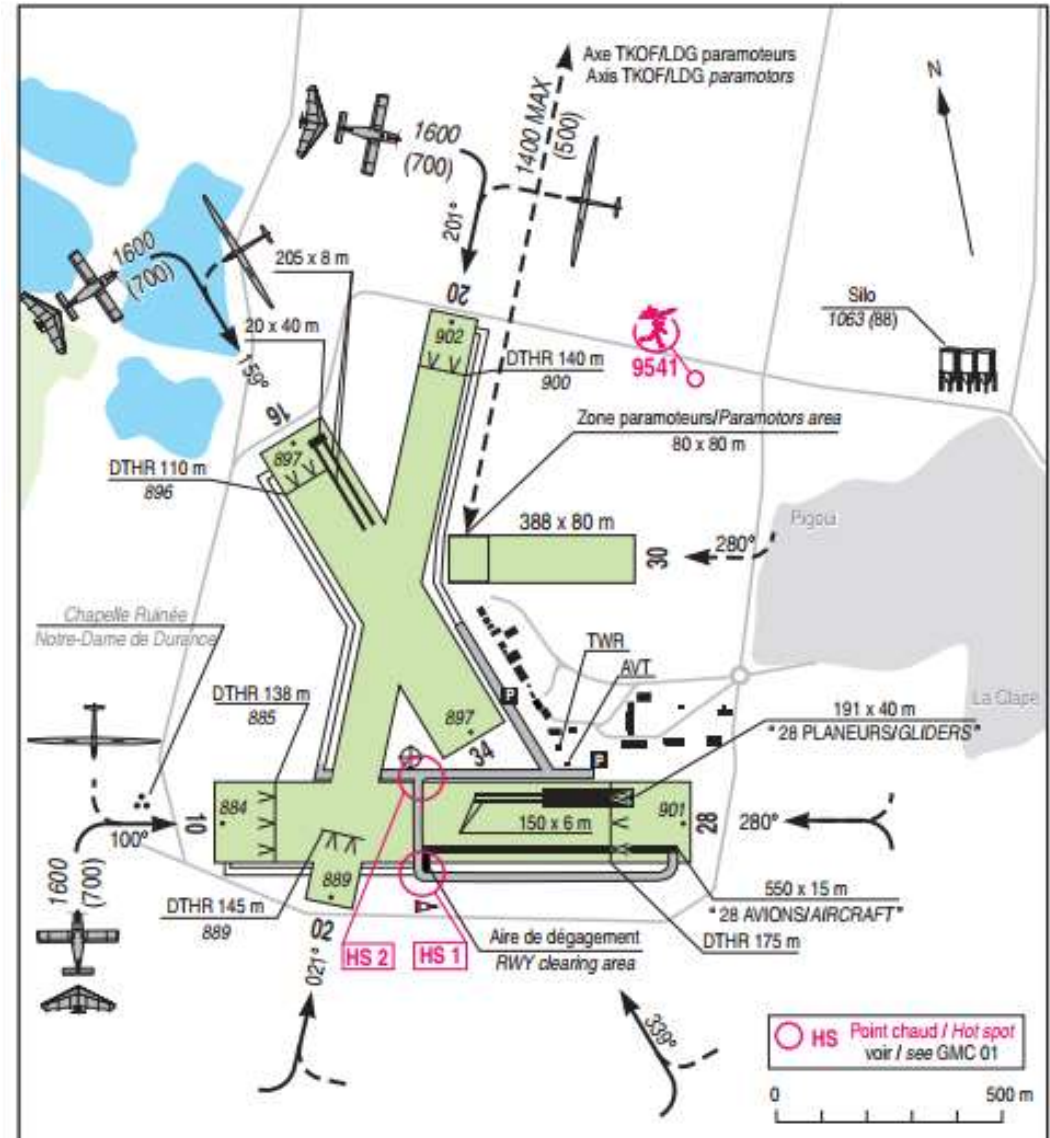 Axe TKOF/LDG paramoteurs
Axis TKOF/LDG paramotors
N
1400 MAX
(500)
1600
(700)
201°
1600
(700)
159°
205 x 8 m
20 x 40 m
20
902
DTHR 140 m
900
9541
Silo
1063 (88)
16
897
DTHR 110 m
896
Zone paramoteurs/Paramotors area
80 x 80 m
388 x 80 m
30
280°
Pigoui
Chapelle Ruinée
Notre-Dame de Durance
TWR
AVT
P
La Glape
DTHR 138 m
885
897
34
191 x 40 m
" 28 PLANEURS/GLIDERS"
P
10
884
100°
150 x 6 m
901
28
280°
1600
(700)
DTHR 145 m
889
889
02
021°
HS 2
HS 1
Aire de dégagement
RWY clearing area
550 x 15 m
" 28 AVIONS/AIRCRAFT"
DTHR 175 m
339°
HS Point chaud / Hot spot
voir / see GMC 01
0 500 m